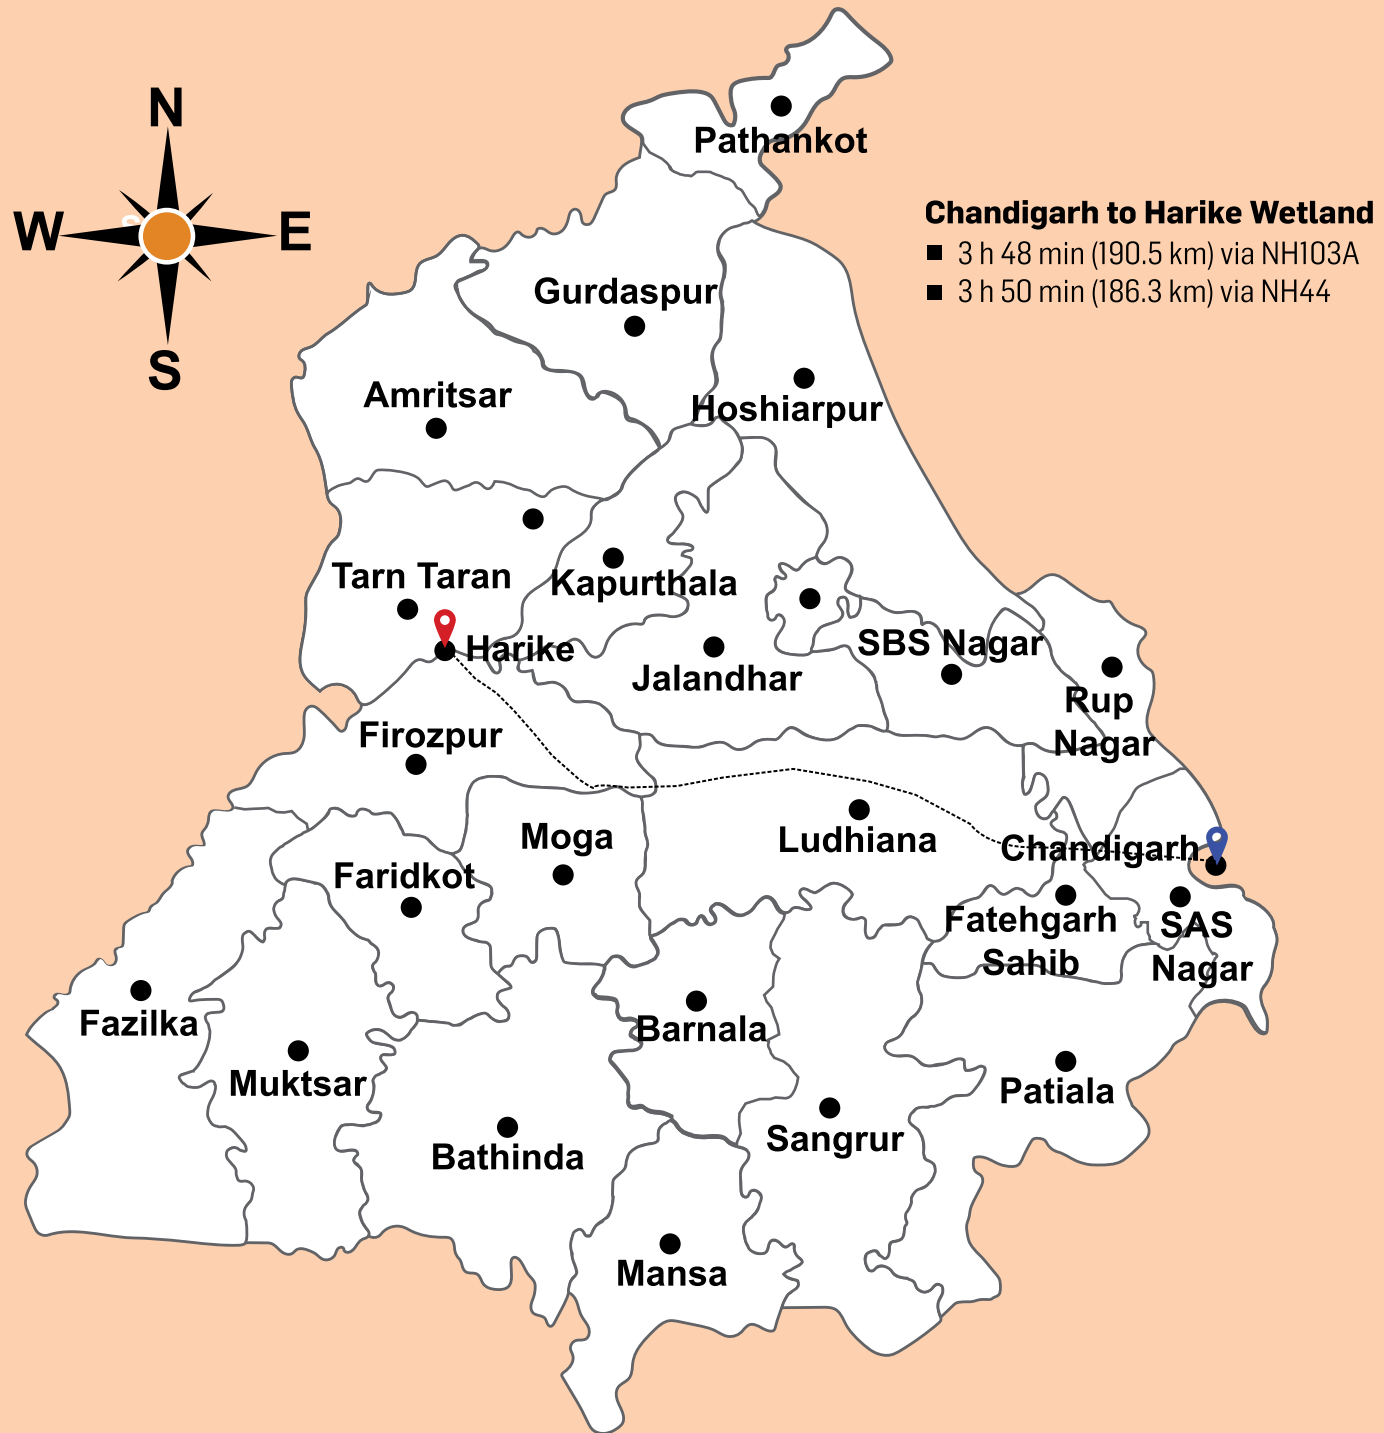 N
W
S
E
S
Pathankot
Chandigarh to Harike Wetland
3 h 48 min (190.5 km) via NH103A
3 h 50 min (186.3 km) via NH44
Gurdaspur
Amritsar
Hoshiarpur
Tarn Taran
Kapurthala
Harike
SBS Nagar
Jalandhar
Rup
Nagar
Firozpur
Moga
Ludhiana
Chandigarh
Faridkot
Fatehgarh
Sahib
SAS
Nagar
Fazilka
Barnala
Muktsar
Patiala
Sangrur
Bathinda
Mansa